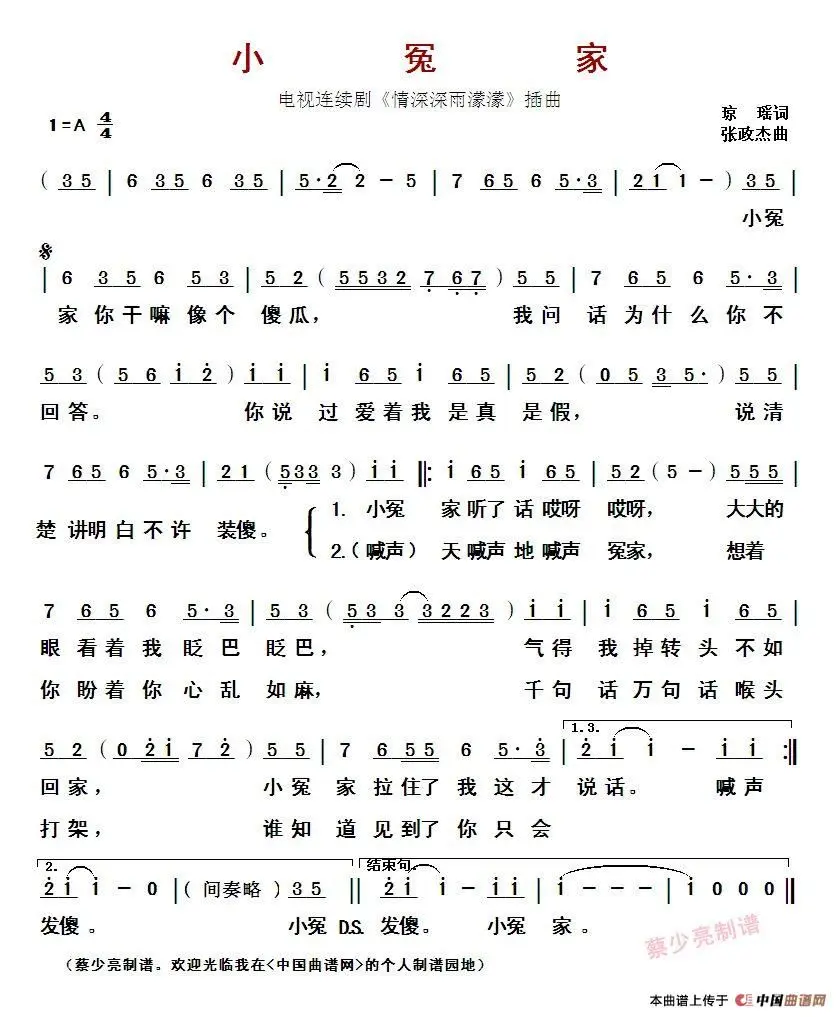 小 冤 家
电视连续剧《情深深雨濛濛》插曲
1=A 4/4
琼 瑶词
张政杰曲
( 3 5 | 6 3 5 6 3 5 | 5·2 2 - 5 | 7 6 5 6 5·3 | 2 1 1 - ) 3 5 |
小冤
| 6 3 5 6 5 3 | 5 2 ( 5 5 3 2 7 6 7 ) 5 5 | 7 6 5 6 5·3 |
家 你 干 嘛 像 个 傻 瓜， 我 问 话 为 什 么 你 不
5 3 ( 5 6 i 2 ) i i | i 6 5 i 6 5 | 5 2 ( 0 5 3 5· ) 5 5 |
回 答。 你 说 过 爱 着 我 是 真 是 假， 说 清
7 6 5 6 5·3 | 2 1 ( 5 3 3 3 ) i i ‖: i 6 5 i 6 5 | 5 2 ( 5 - ) 5 5 5 |
楚 讲明 白 不 许 装傻。
1. 小冤 家 听了 话 哎呀 哎呀， 大大的
2.（喊声） 天 喊声 地 喊声 冤家， 想着
7 6 5 6 5·3 | 5 3 ( 5 3 3 3 2 2 3 ) i i | i 6 5 i 6 5 |
眼 看 着 我 眨 巴 眨 巴， 气 得 我 掉 转 头 不 如
你 盼 着 你 心 乱 如 麻， 千 句 话 万 句 话 喉 头
1.3.
5 2 ( 0 2 i 7 2 ) 5 5 | 7 6 5 5 6 5·3 | 2 i i - i i :‖
回 家， 小 冤 家 拉 住 了 我 这 才 说 话。 喊 声
打 架， 谁 知 道 见 到 了 你 只 会
2. 结束句.
2 i i - 0 | ( 间奏略 ) 3 5 ‖ 2 i i - i i | i - - - | i 0 0 0 ‖
发傻 。 小冤 D.S. 发傻。 小冤 家 。
蔡少亮制谱
（蔡少亮制谱。欢迎光临我在<中国曲谱网>的个人制谱园地）
本曲谱上传于 中国曲谱网